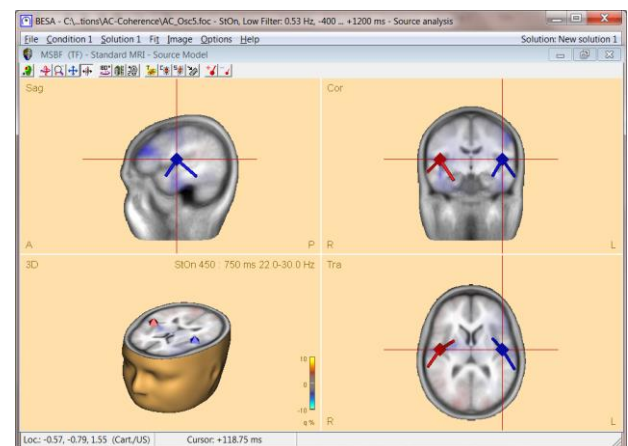 BESA - C:\...tions\AC-Coherence\AC_Osc5.foc - StOn, Low Filter: 0.53 Hz, -400 ... +1200 ms - Source analysis
File Condition 1 Solution 1 Fit Image Options Help Solution: New solution 1
MSBF (TF) - Standard MRI - Source Model
Sag
Cor
A P R L
3D StOn 450 : 750 ms 22.0-30.0 Hz Tra
10
0
-10
q% R L
Loc.: -0.57, -0.79, 1.55 (Cart./US) Cursor: +118.75 ms